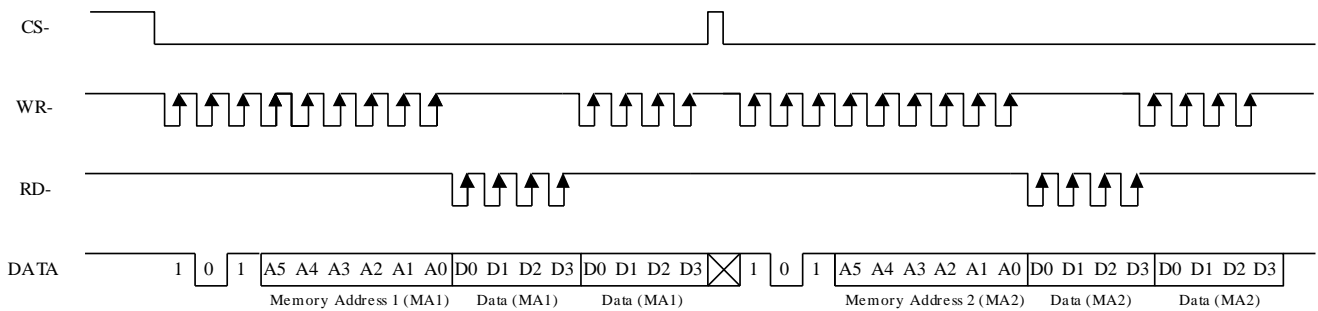 CS-
WR-
RD-
DATA 1 0 1 A5 A4 A3 A2 A1 A0 D0 D1 D2 D3 D0 D1 D2 D3 1 0 1 A5 A4 A3 A2 A1 A0 D0 D1 D2 D3 D0 D1 D2 D3
Memory Address 1 (MA1) Data (MA1) Data (MA1) Memory Address 2 (MA2) Data (MA2) Data (MA2)